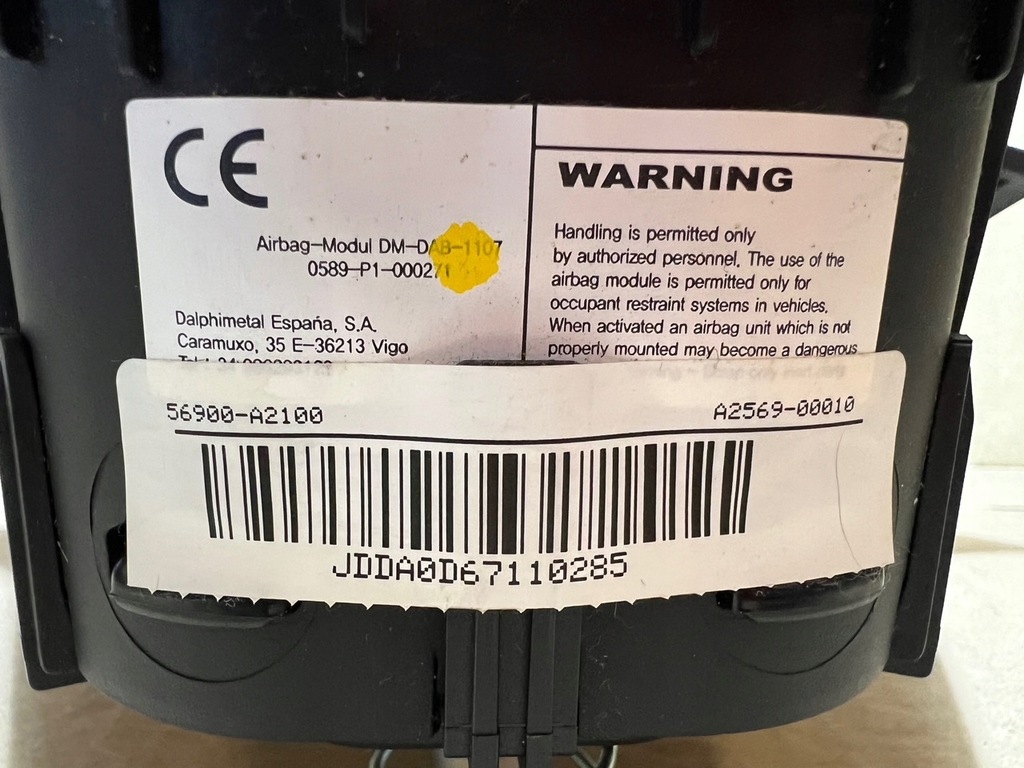 CE
Airbag-Modul DM-DAB-1107
0589-P1-000271
Dalphimetal España, S.A.
Caramuxo, 35 E-36213 Vigo
WARNING
Handling is permitted only
by authorized personnel. The use of the
airbag module is permitted only for
occupant restraint systems in vehicles.
When activated an airbag unit which is not
properly mounted may become a dangerous
56900-A2100
A2569-00010
JDDA0D67110285